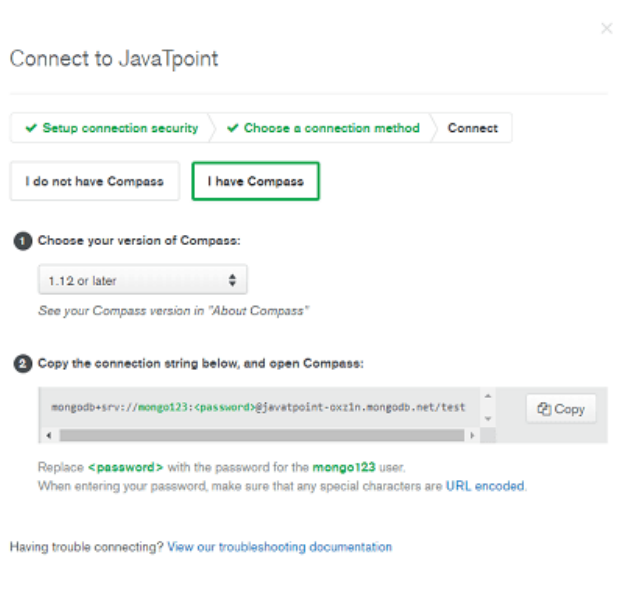 Connect to JavaTpoint
✔ Setup connection security ✔ Choose a connection method Connect
I do not have Compass I have Compass
1 Choose your version of Compass:
1.12 or later
See your Compass version in "About Compass"
2 Copy the connection string below, and open Compass:
mongodb+srv://mongo123:<password>@javatpoint-oxz1n.mongodb.net/test
Copy
Replace <password> with the password for the mongo123 user.
When entering your password, make sure that any special characters are URL encoded.
Having trouble connecting? View our troubleshooting documentation